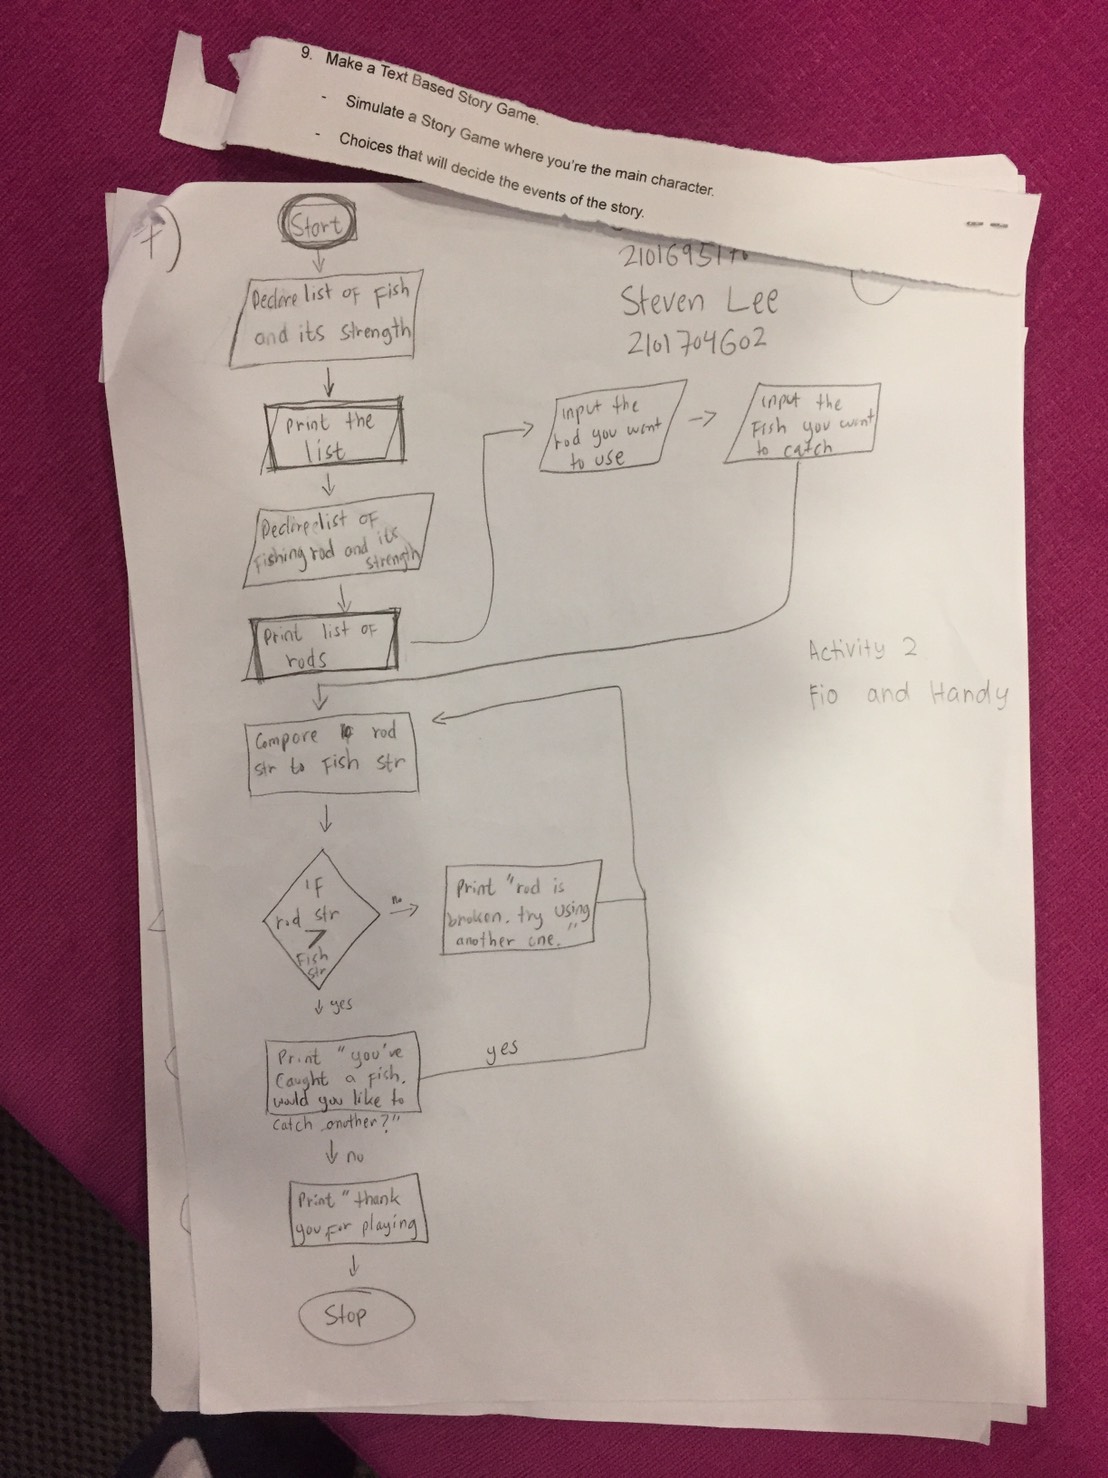 9. Make a Text Based Story Game.
- Simulate a Story Game where you're the main character.
- Choices that will decide the events of the story.
Steven Lee
2101704602
Start
Declare list of Fish
and its strength
Print the
list
Declare list of
Fishing rod and its
strength
Print list of
rods
input the
rod you want
to use
input the
Fish you want
to catch
Activity 2
Fio and Handy
Compare rod
str to Fish str
IF
rod str
>
Fish
str
no
Print "rod is
broken. try using
another one."
yes
Print "you've
Caught a Fish.
would you like to
catch another?"
yes
no
Print "thank
you For playing
Stop